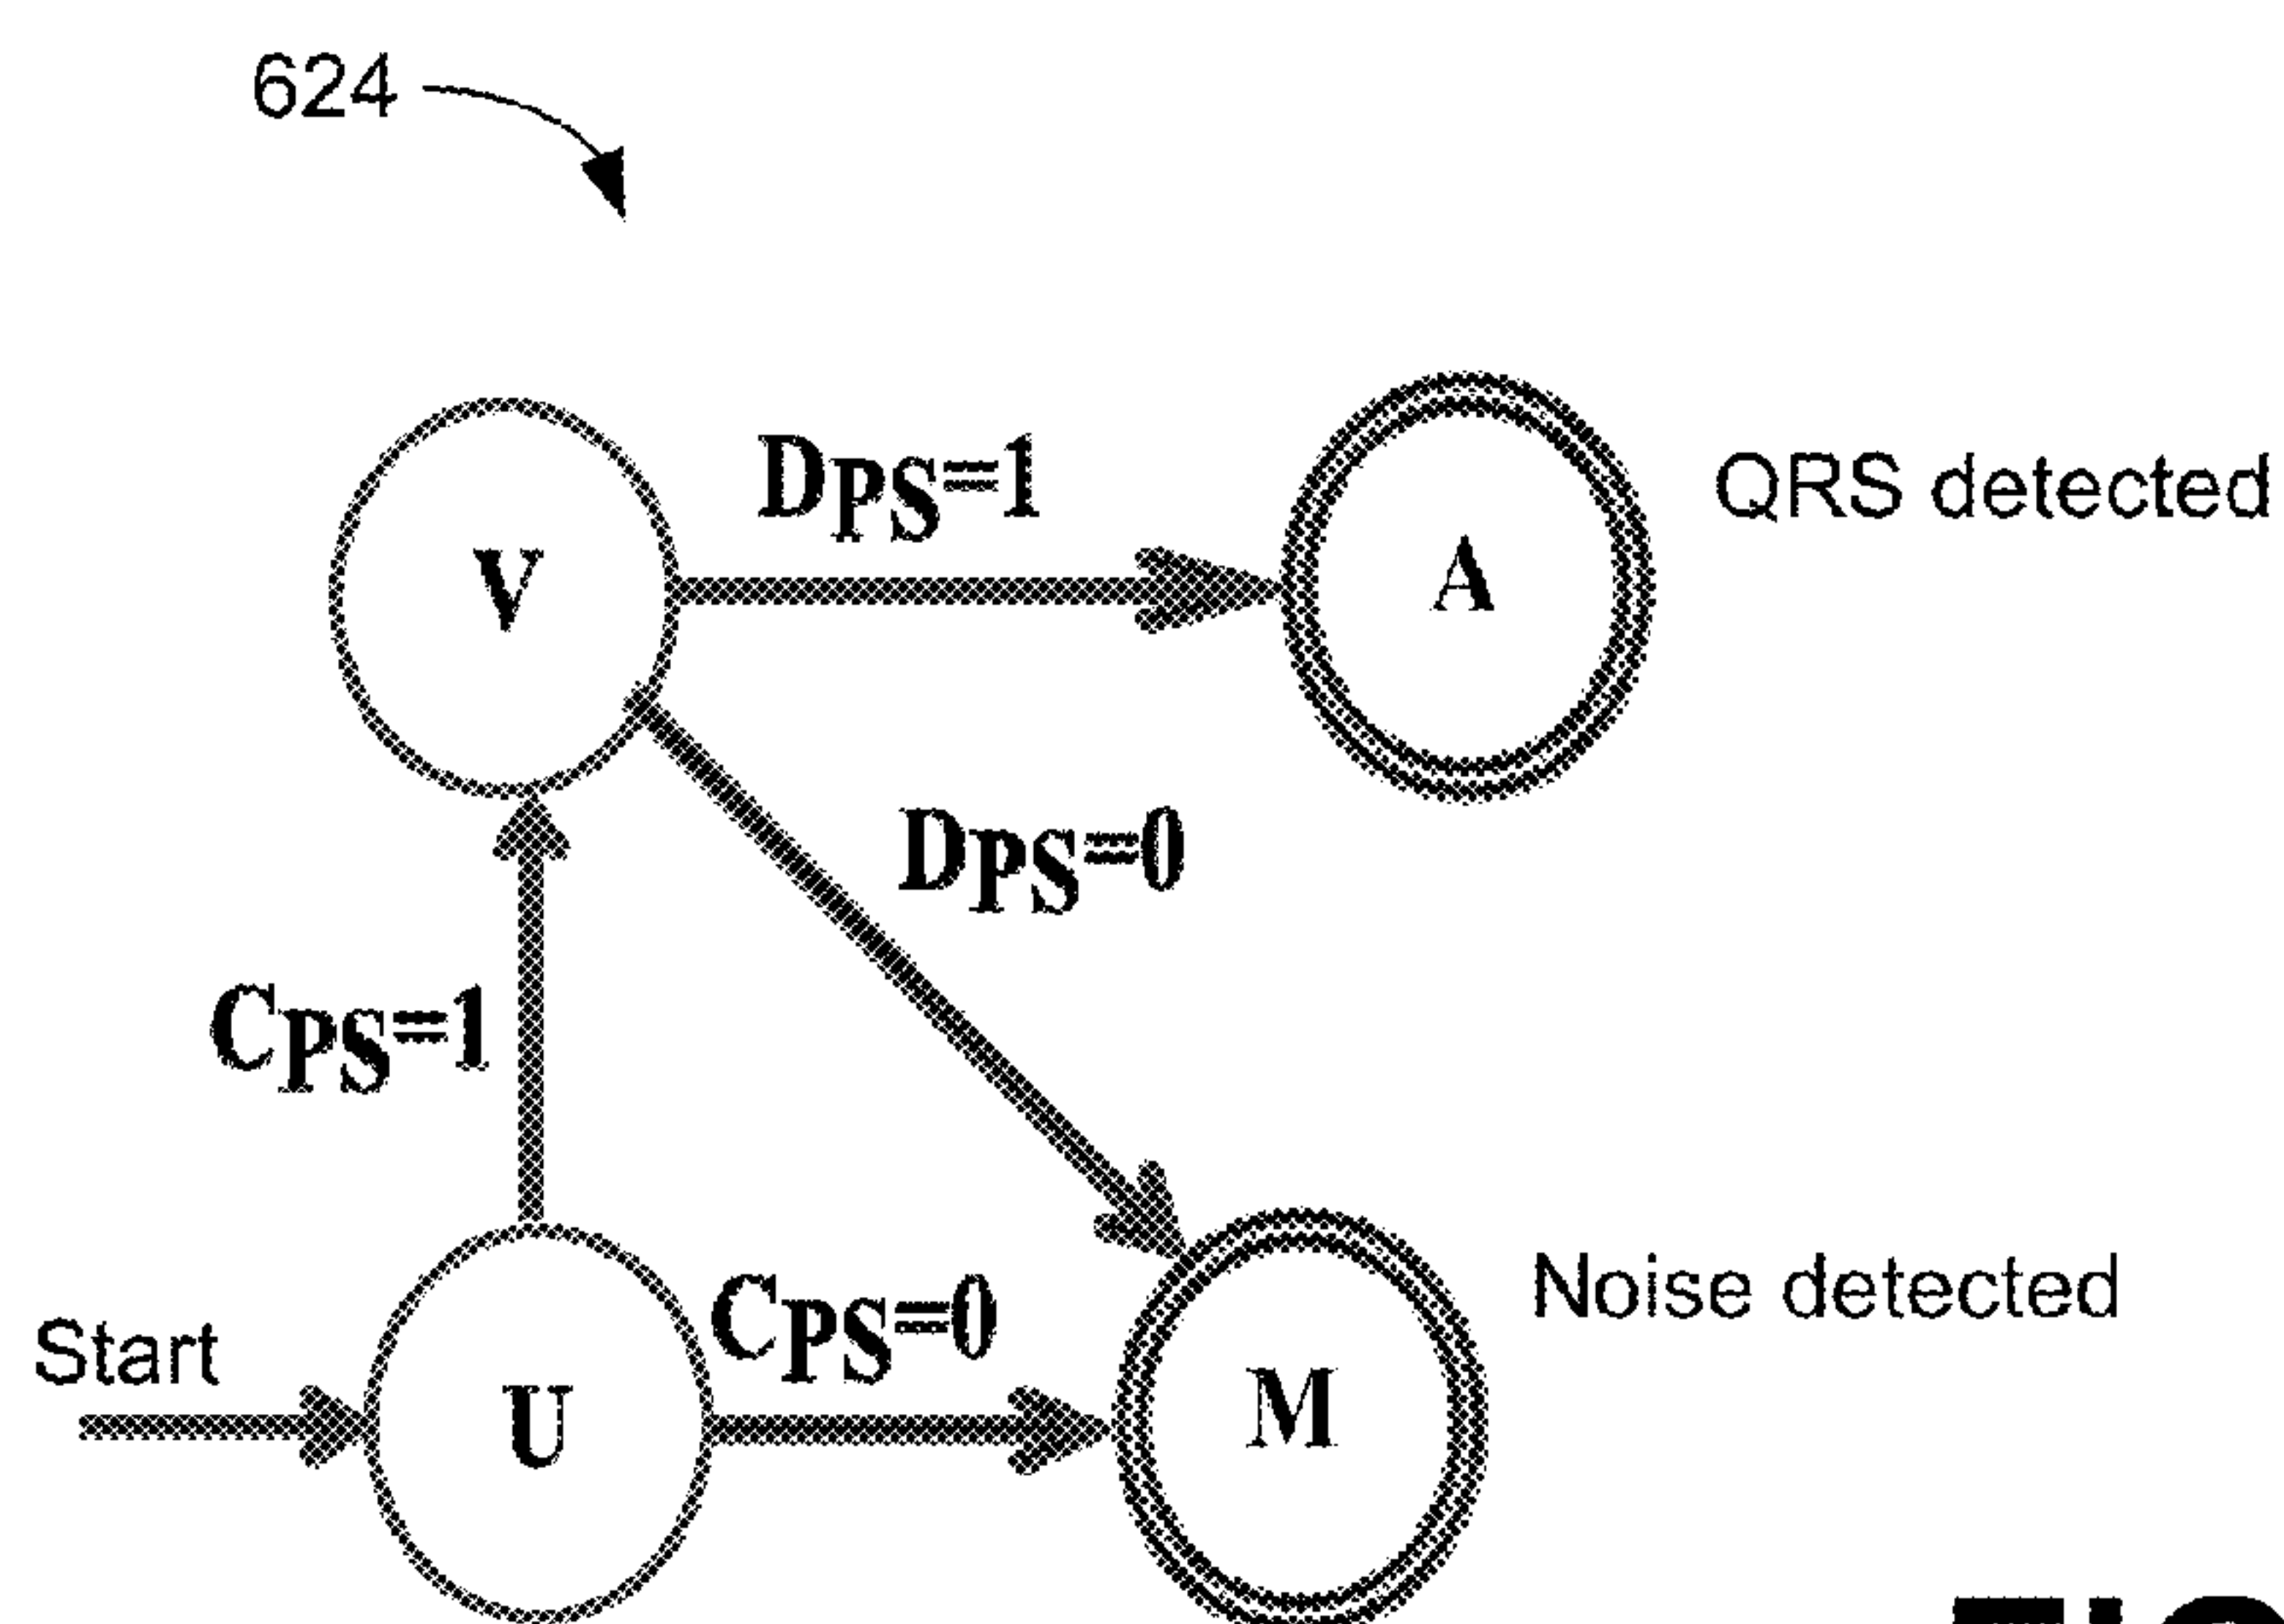 624
V
DPS=1
A
QRS detected
DPS=0
CPS=1
Start
U
CPS=0
M
Noise detected